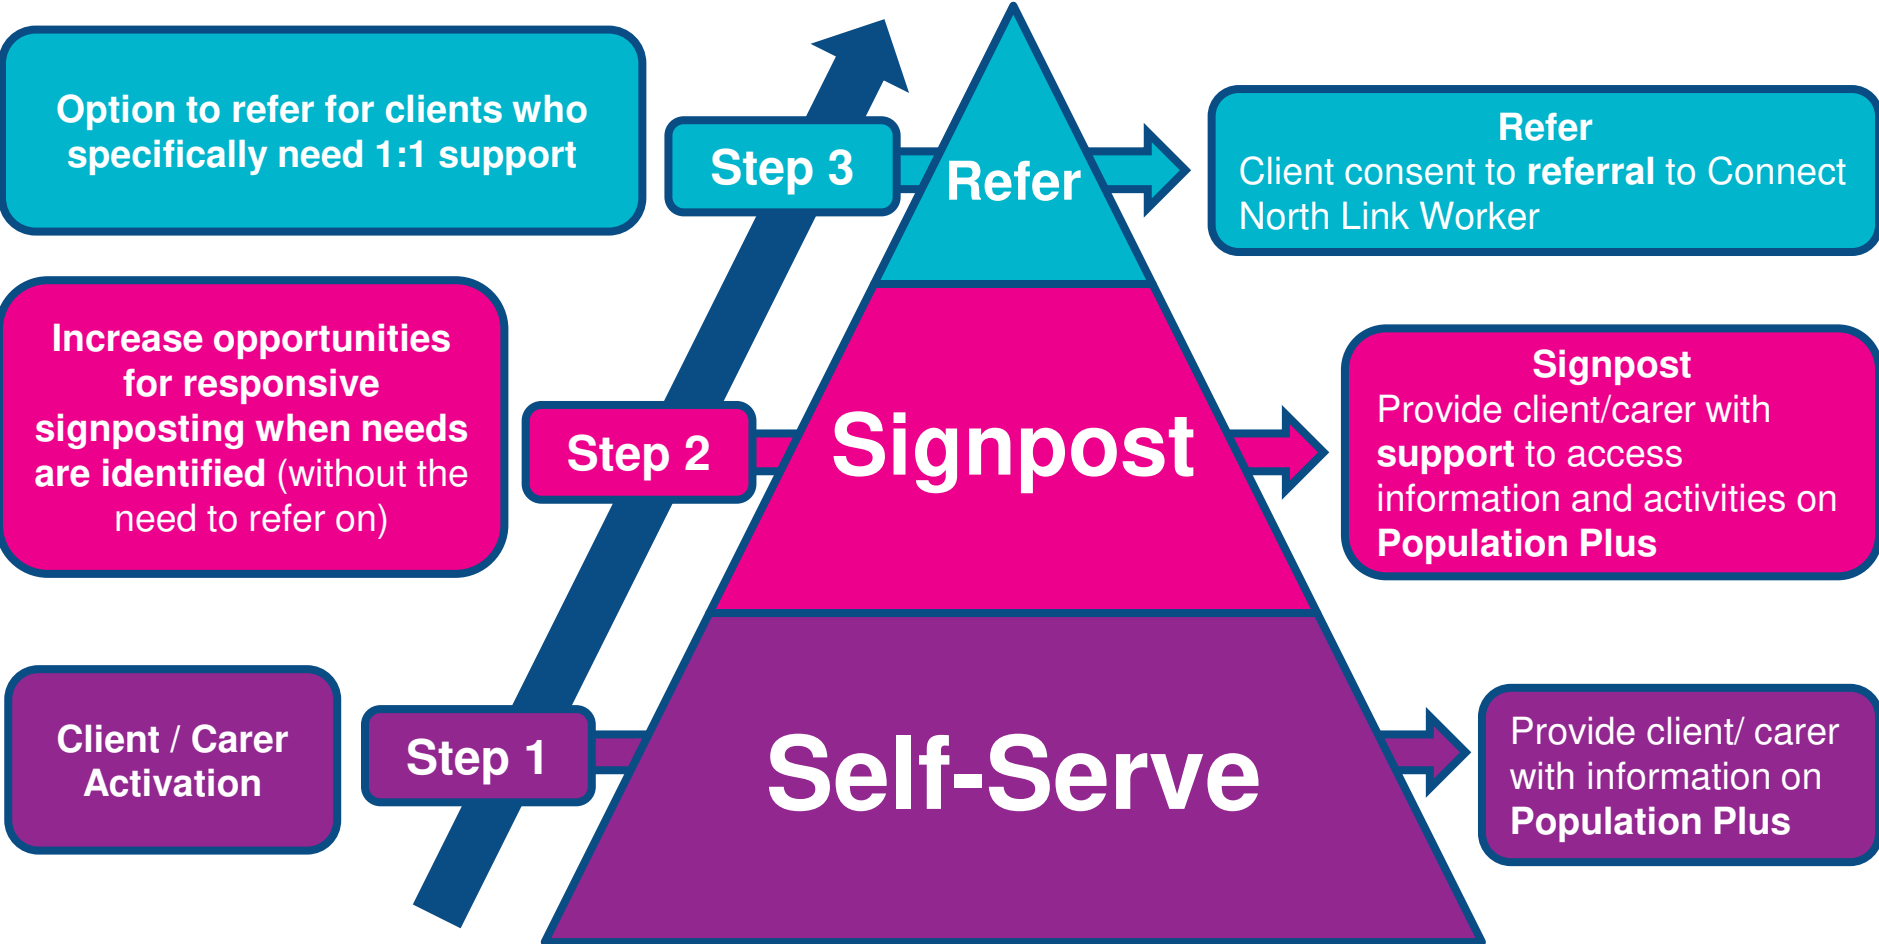 Option to refer for clients who
specifically need 1:1 support
Step 3
Refer
Refer
Client consent to referral to Connect
North Link Worker
Increase opportunities
for responsive
signposting when needs
are identified (without the
need to refer on)
Step 2
Signpost
Signpost
Provide client/carer with
support to access
information and activities on
Population Plus
Client / Carer
Activation
Step 1
Self-Serve
Provide client/ carer
with information on
Population Plus